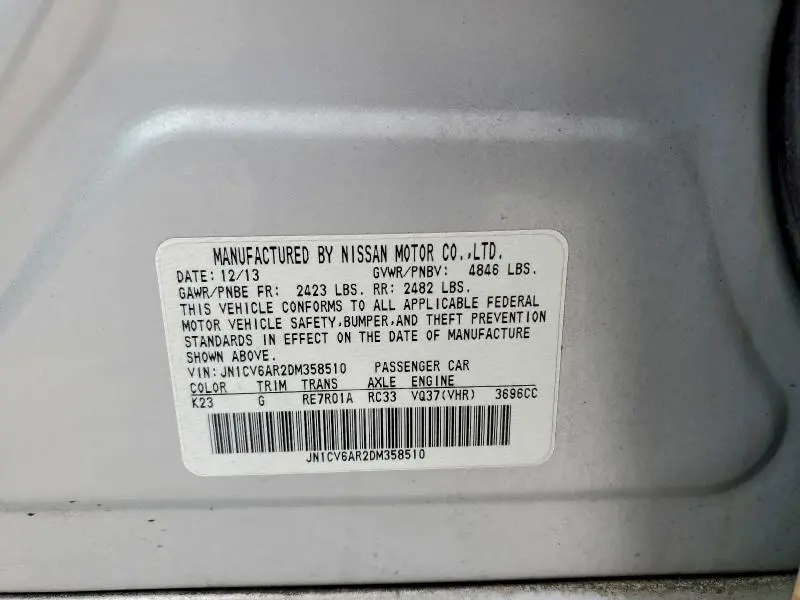 MANUFACTURED BY NISSAN MOTOR CO.,LTD.
DATE: 12/13 GVWR/PNBV: 4846 LBS.
GAWR/PNBE FR: 2423 LBS. RR: 2482 LBS.
THIS VEHICLE CONFORMS TO ALL APPLICABLE FEDERAL
MOTOR VEHICLE SAFETY,BUMPER,AND THEFT PREVENTION
STANDARDS IN EFFECT ON THE DATE OF MANUFACTURE
SHOWN ABOVE.
VIN: JN1CV6AR2DM358510 PASSENGER CAR
COLOR TRIM TRANS AXLE ENGINE
K23 G RE7R01A RC33 VQ37(VHR) 3696CC
JN1CV6AR2DM358510